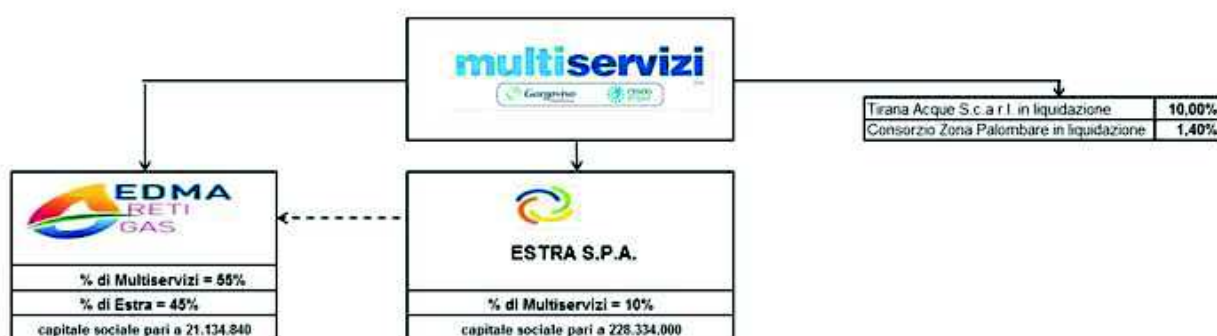 multiservizi
Gorgovivo
Tirana Acque S.c.a r.l. in liquidazione 10,00%
Consorzio Zona Palombare in liquidazione 1,40%
EDMA
RETI
GAS
% di Multiservizi = 55%
% di Estra = 45%
capitale sociale pari a 21.134.840
ESTRA S.P.A.
% di Multiservizi = 10%
capitale sociale pari a 228.334.000